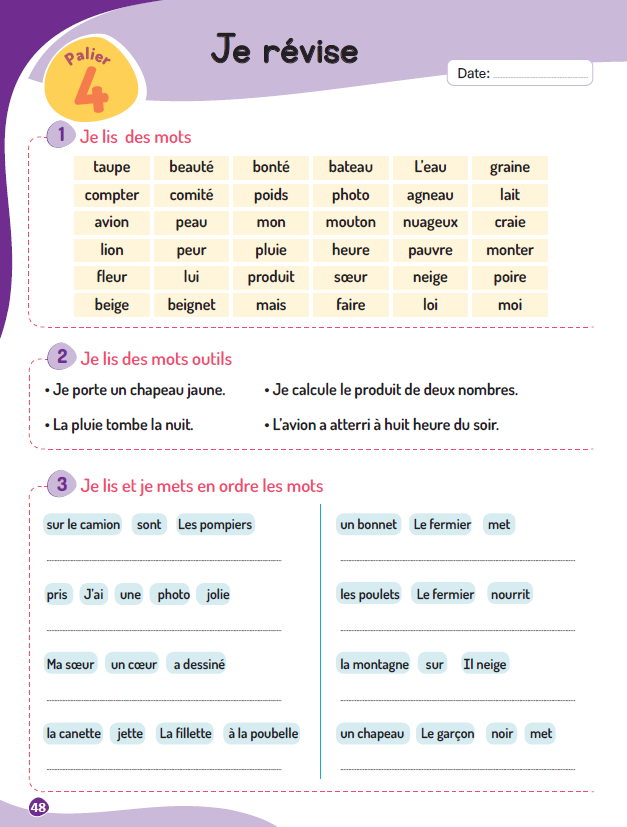 Palier
4
Je révise
Date:
1 Je lis des mots
taupe beauté bonté bateau L'eau graine
compter comité poids photo agneau lait
avion peau mon mouton nuageux craie
lion peur pluie heure pauvre monter
fleur lui produit sœur neige poire
beige beignet mais faire loi moi
2 Je lis des mots outils
• Je porte un chapeau jaune. • Je calcule le produit de deux nombres.
• La pluie tombe la nuit. • L'avion a atterri à huit heure du soir.
3 Je lis et je mets en ordre les mots
sur le camion sont Les pompiers un bonnet Le fermier met
pris J'ai une photo jolie les poulets Le fermier nourrit
Ma sœur un cœur a dessiné la montagne sur Il neige
la canette jette La fillette à la poubelle un chapeau Le garçon noir met
48